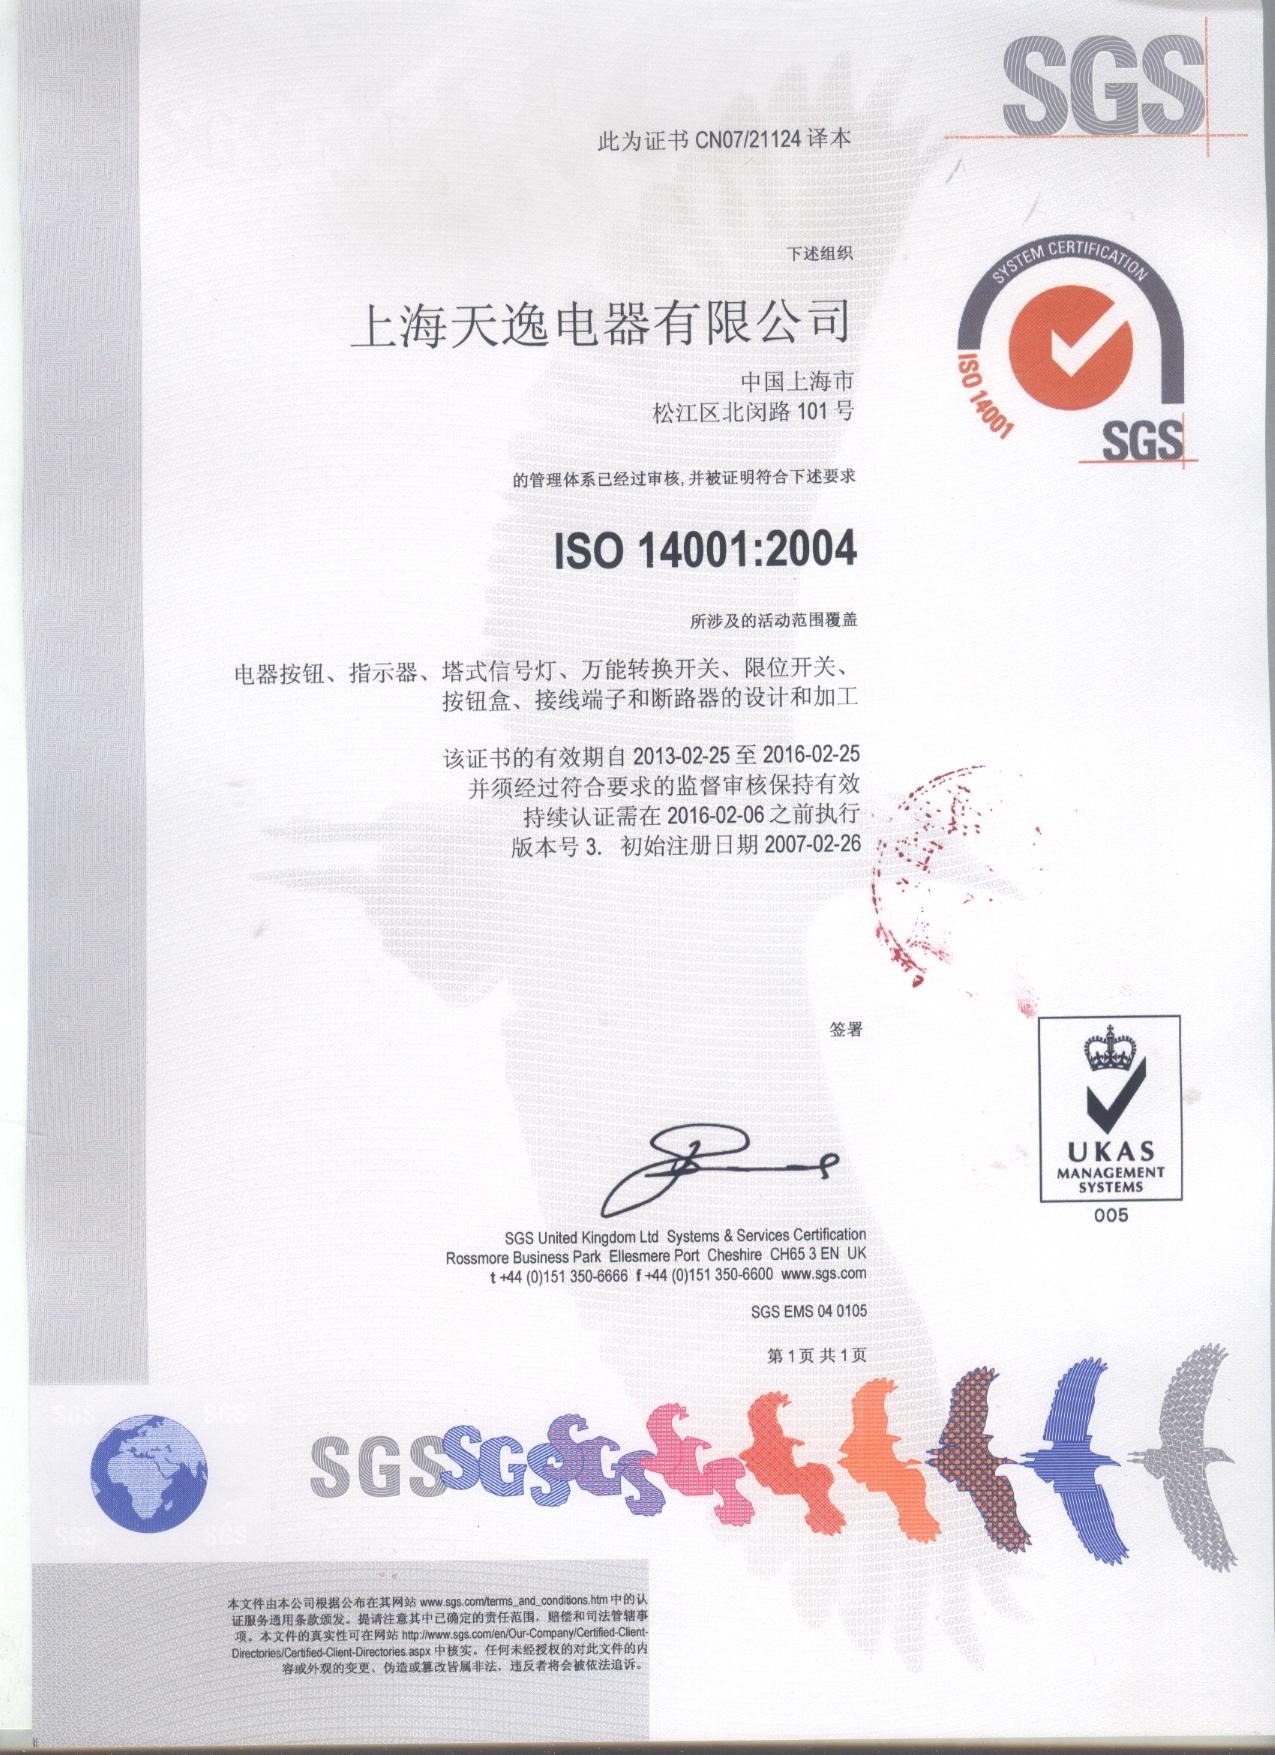 SGS
此为证书 CN07/21124 译本
下述组织
上海天逸电器有限公司
中国上海市
松江区北闵路 101 号
SYSTEM CERTIFICATION
ISO 14001
SGS
的管理体系已经过审核,并被证明符合下述要求
ISO 14001:2004
所涉及的活动范围覆盖
电器按钮、指示器、塔式信号灯、万能转换开关、限位开关、
按钮盒、接线端子和断路器的设计和加工
该证书的有效期自 2013-02-25 至 2016-02-25
并须经过符合要求的监督审核保持有效
持续认证需在 2016-02-06 之前执行
版本号 3. 初始注册日期 2007-02-26
签署
UKAS
MANAGEMENT
SYSTEMS
005
SGS United Kingdom Ltd Systems & Services Certification
Rossmore Business Park Ellesmere Port Cheshire CH65 3 EN UK
t +44 (0)151 350-6666 f +44 (0)151 350-6600 www.sgs.com
SGS EMS 04 0105
第 1 页 共 1 页
SGS SGS SGS
本文件由本公司根据公布在其网站 www.sgs.com/terms_and_conditions.htm 中的认
证服务通用条款颁发。提请注意其中已确定的责任范围，赔偿和司法管辖事
项。本文件的真实性可在网站 http://www.sgs.com/en/Our-Company/Certified-Client-
Directories/Certified-Client-Directories.aspx 中核实。任何未经授权的对此文件的内
容或外观的变更、伪造或篡改皆属非法，违反者将会被依法追诉。